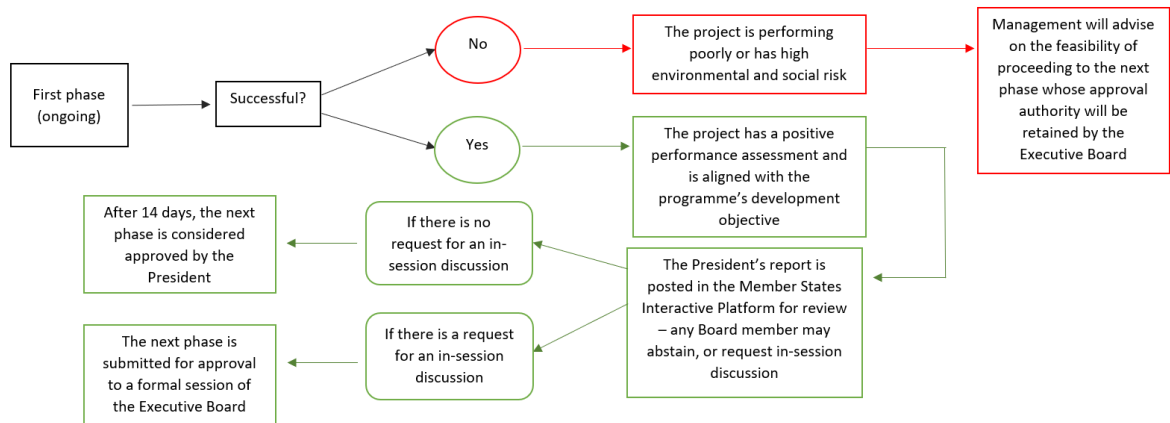 First phase
(ongoing)
Successful?
No
The project is performing
poorly or has high
environmental and social risk
Management will advise
on the feasibility of
proceeding to the next
phase whose approval
authority will be
retained by the
Executive Board
Yes
The project has a positive
performance assessment and
is aligned with the
programme’s development
objective
The President’s report is
posted in the Member States
Interactive Platform for review
– any Board member may
abstain, or request in-session
discussion
If there is no
request for an in-
session discussion
After 14 days, the next
phase is considered
approved by the
President
If there is a request
for an in-session
discussion
The next phase is
submitted for approval
to a formal session of
the Executive Board